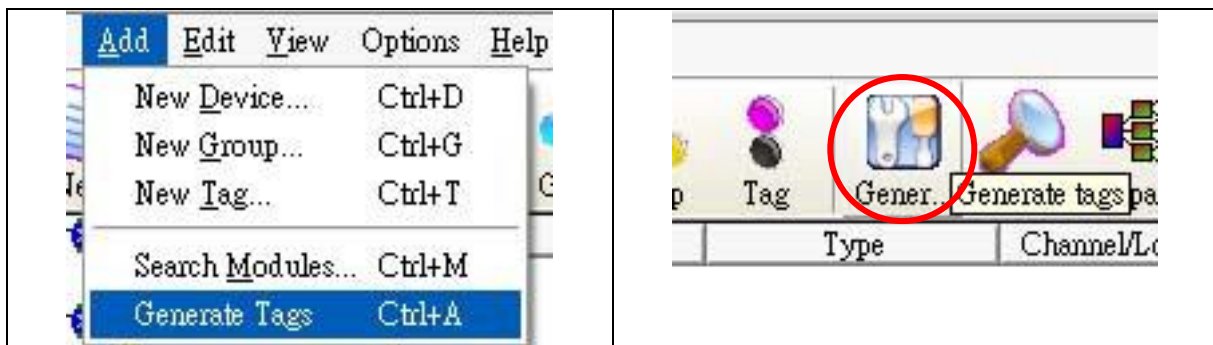 Add Edit View Options Help
New Device... Ctrl+D
New Group... Ctrl+G
New Tag... Ctrl+T
Search Modules... Ctrl+M
Generate Tags Ctrl+A
Tag Gener... Generate tags
Type Channel/Lo